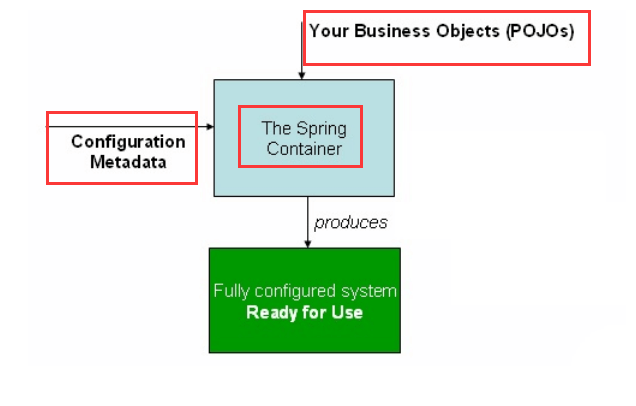 Your Business Objects (POJOs)
The Spring
Container
Configuration
Metadata
produces
Fully configured system
Ready for Use